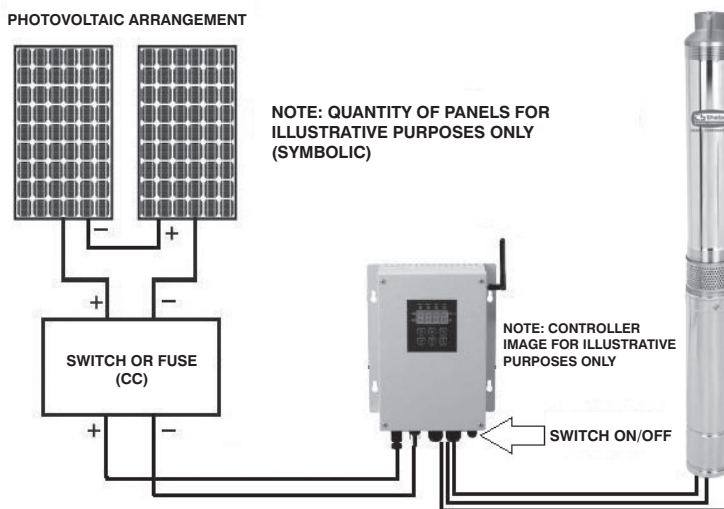 PHOTOVOLTAIC ARRANGEMENT
NOTE: QUANTITY OF PANELS FOR
ILLUSTRATIVE PURPOSES ONLY
(SYMBOLIC)
− +
+ −
SWITCH OR FUSE
(CC)
+ −
NOTE: CONTROLLER
IMAGE FOR ILLUSTRATIVE
PURPOSES ONLY
SWITCH ON/OFF